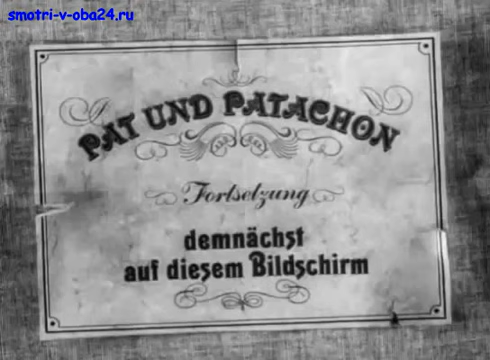 smotri-v-oba24.ru
PAT UND PATACHON
Fortsetzung
demnächst
auf diesem Bildschirm